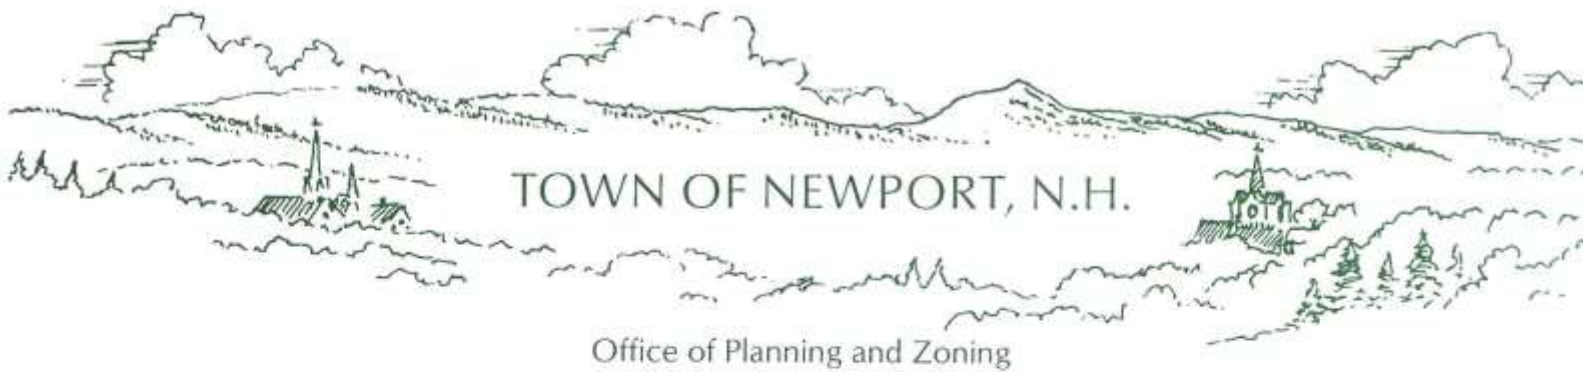 TOWN OF NEWPORT, N.H.
Office of Planning and Zoning